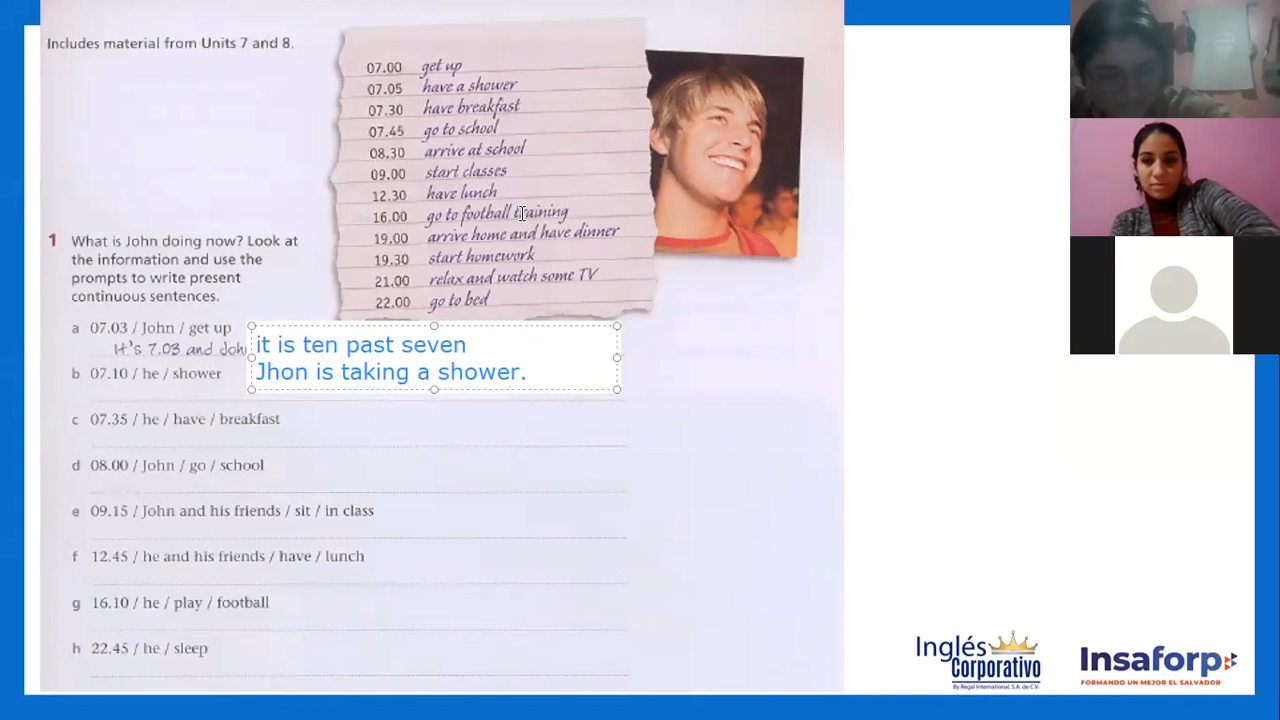 Includes material from Units 7 and 8.
07.00 get up
07.05 have a shower
07.30 have breakfast
07.45 go to school
08.30 arrive at school
09.00 start classes
12.30 have lunch
16.00 go to football training
19.00 arrive home and have dinner
19.30 start homework
21.00 relax and watch some TV
22.00 go to bed
1 What is John doing now? Look at
the information and use the
prompts to write present
continuous sentences.
a 07.03 / John / get up
It's 7.03 and
it is ten past seven
Jhon is taking a shower.
b 07.10 / he / shower
c 07.35 / he / have / breakfast
d 08.00 / John / go / school
e 09.15 / John and his friends / sit / in class
f 12.45 / he and his friends / have / lunch
g 16.10 / he / play / football
h 22.45 / he / sleep
Inglés
Corporativo
By Regal International, S.A. de C.V.
Insaforp
FORMANDO UN MEJOR EL SALVADOR